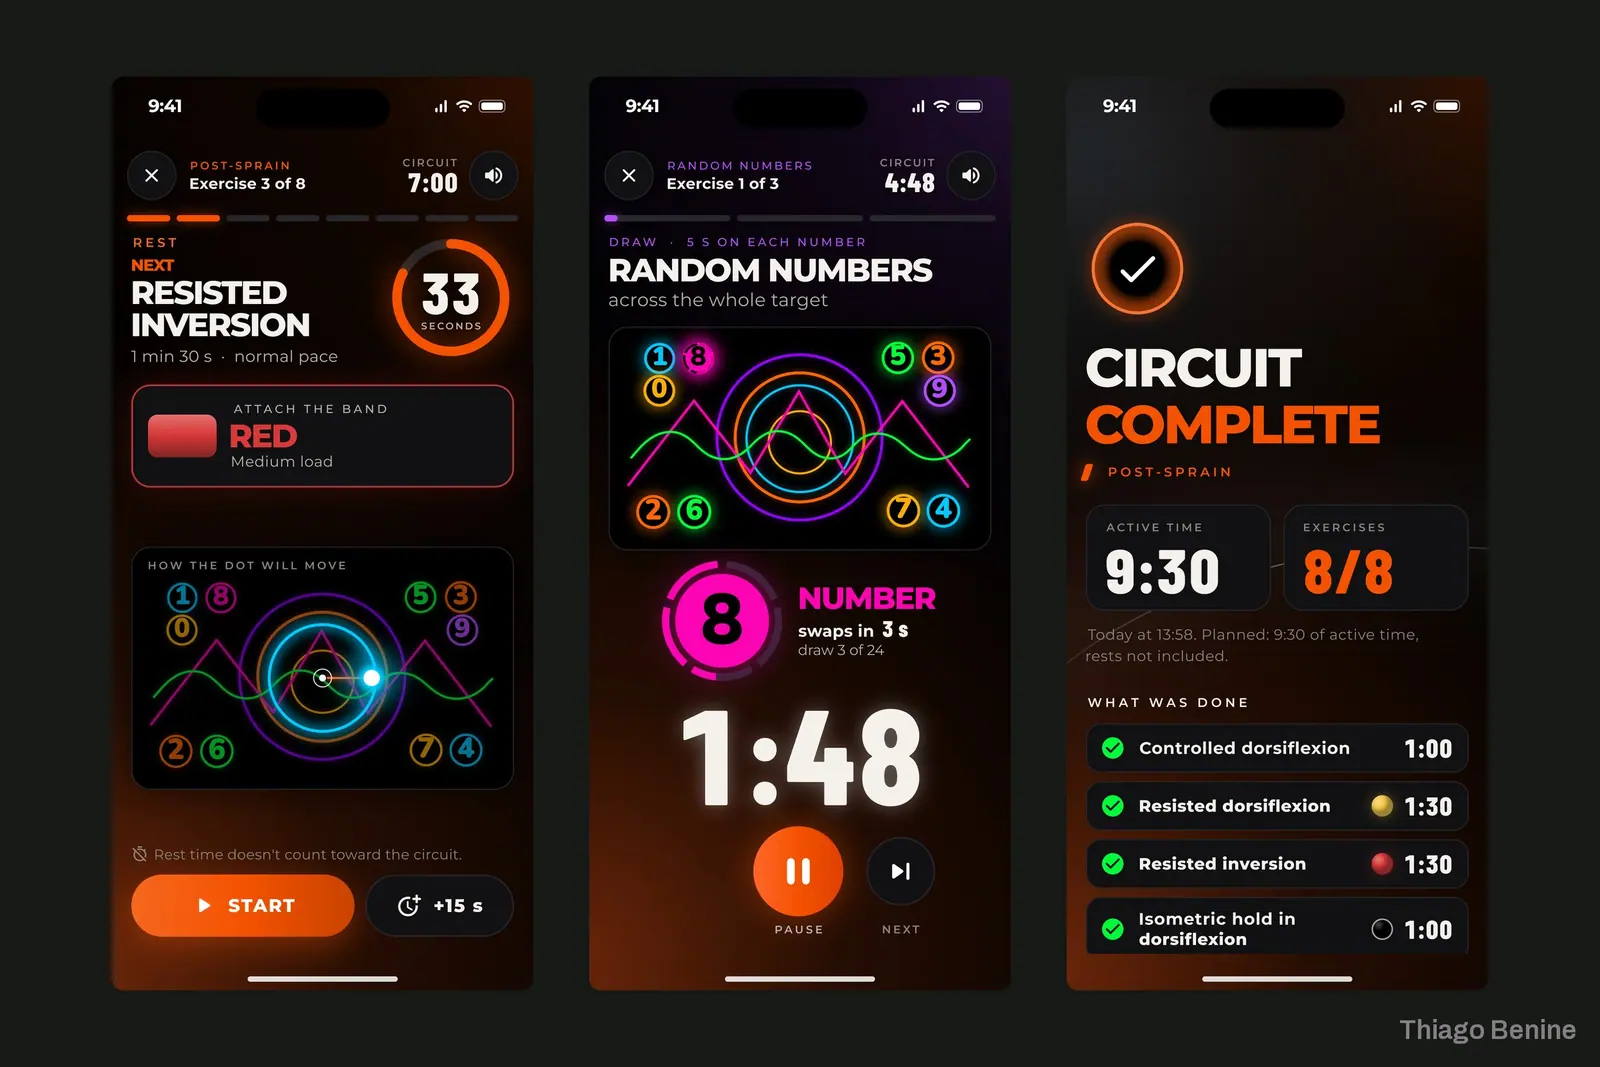 9:41
POST-SPRAIN
Exercise 3 of 8
CIRCUIT
7:00
REST
NEXT
RESISTED
INVERSION
1 min 30 s · normal pace
33
SECONDS
ATTACH THE BAND
RED
Medium load
HOW THE DOT WILL MOVE
1 8 5 3
0 9
2 6 7 4
Rest time doesn't count toward the circuit.
START
+15 s
9:41
RANDOM NUMBERS
Exercise 1 of 3
CIRCUIT
4:48
DRAW · 5 S ON EACH NUMBER
RANDOM NUMBERS
across the whole target
1 8 5 3
0 9
2 6 7 4
8
NUMBER
swaps in 3 s
draw 3 of 24
1:48
PAUSE
NEXT
9:41
CIRCUIT
COMPLETE
POST-SPRAIN
ACTIVE TIME
9:30
EXERCISES
8/8
Today at 13:58. Planned: 9:30 of active time,
rests not included.
WHAT WAS DONE
Controlled dorsiflexion 1:00
Resisted dorsiflexion 1:30
Resisted inversion 1:30
Isometric hold in
dorsiflexion 1:00
Thiago Benine